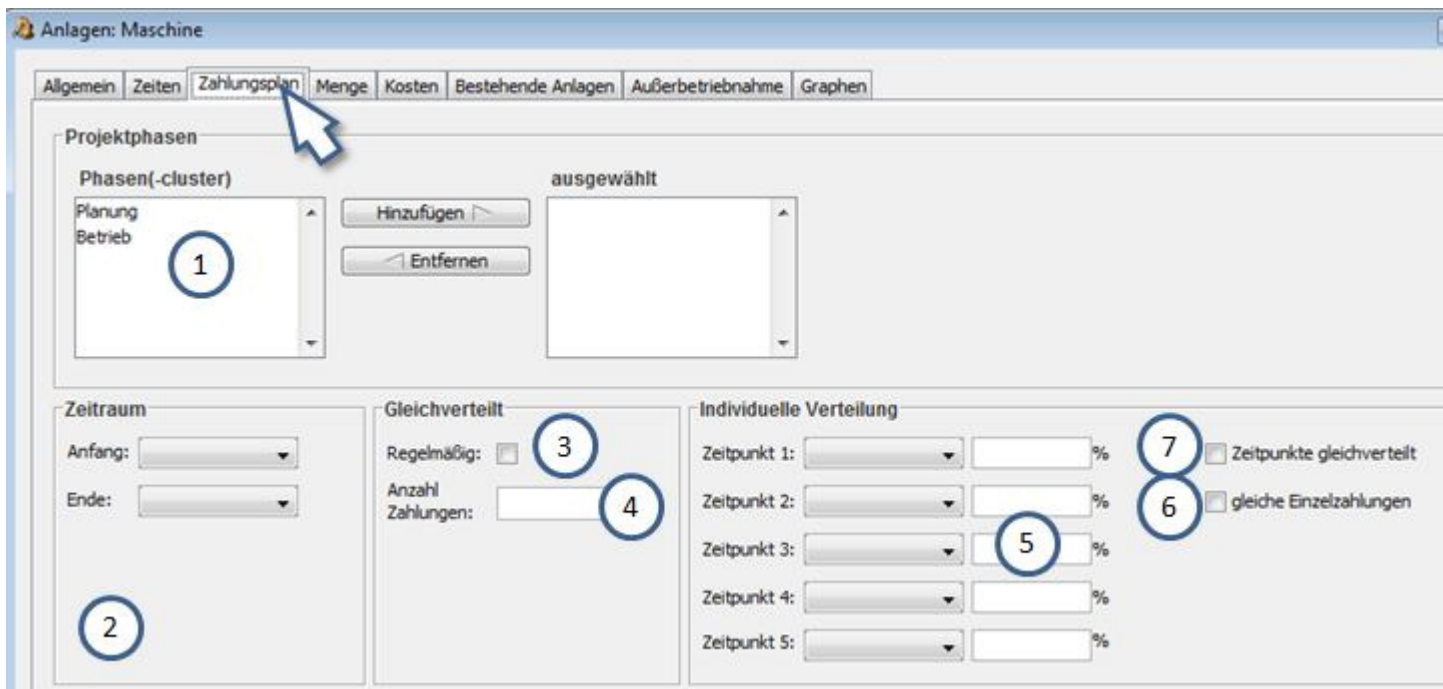 Anlagen: Maschine
Allgemein Zeiten Zahlungsplan Menge Kosten Bestehende Anlagen Außerbetriebnahme Graphen
Projektphasen
Phasen(-cluster) ausgewählt
Planung Hinzufügen
Betrieb
1 Entfernen
Zeitraum Gleichverteilt Individuelle Verteilung
Anfang: Regelmäßig: 3 Zeitpunkt 1: % 7 Zeitpunkte gleichverteilt
Ende: Anzahl Zahlungen: 4 Zeitpunkt 2: % 6 gleiche Einzelzahlungen
Zeitpunkt 3: 5 %
Zeitpunkt 4: %
2
Zeitpunkt 5: %